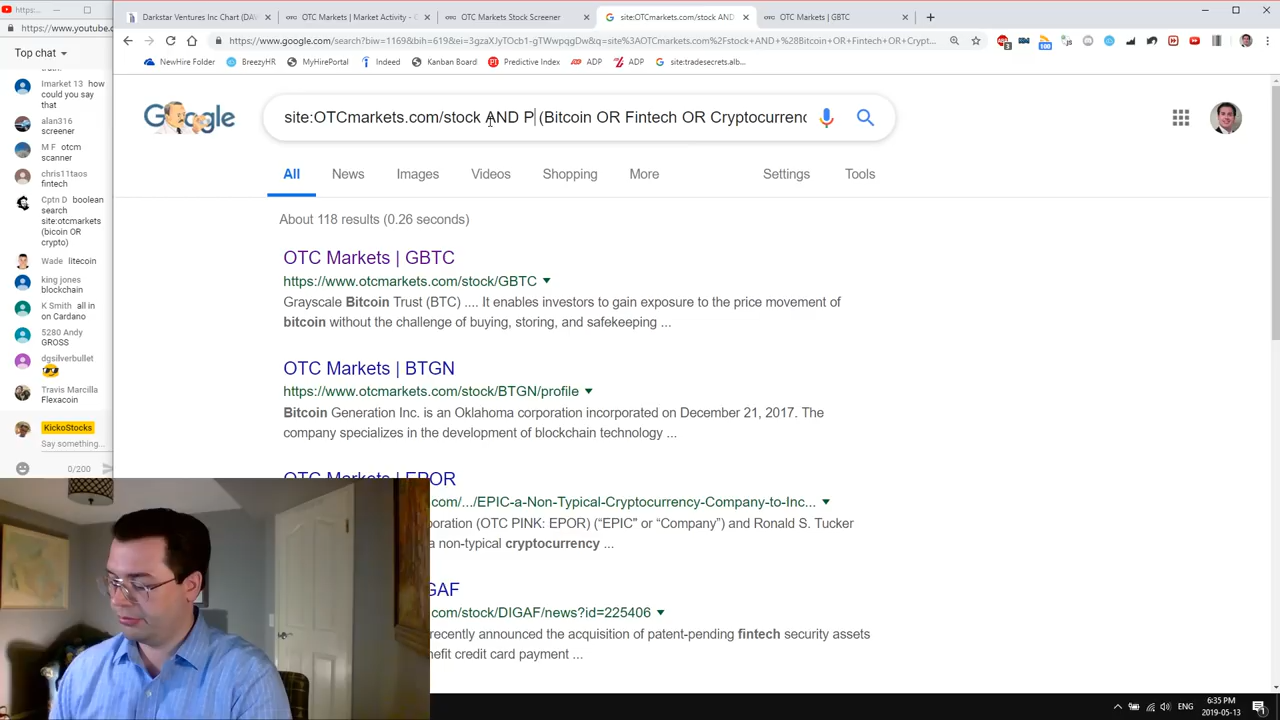 https://www.youtube.co
Top chat
truth.
Imarket 13 how
could you say
that
alan316
screener
M F otcm
scanner
chris11taos
fintech
Cptn D boolean
search
site:otcmarkets
(bicoin OR
crypto)
Wade litecoin
king jones
blockchain
K Smith all in
on Cardano
5280 Andy
GROSS
dgsilverbullet
Travis Marcilla
Flexacoin
KickoStocks
Say something...
0/200
Darkstar Ventures Inc Chart (DAV
OTC Markets | Market Activity - C
OTC Markets Stock Screener
site:OTCmarkets.com/stock AND
OTC Markets | GBTC
https://www.google.com/search?biw=1169&bih=619&ei=3gzaXJyTOcb1-gTWwpqgDw&q=site%3AOTCmarkets.com%2Fstock+AND+%28Bitcoin+OR+Fintech+OR+Crypt...
NewHire Folder
BreezyHR
MyHirePortal
Indeed
Kanban Board
Predictive Index
ADP
ADP
site:tradesecrets.alb...
Google
site:OTCmarkets.com/stock AND P (Bitcoin OR Fintech OR Cryptocurrenc
All
News
Images
Videos
Shopping
More
Settings
Tools
About 118 results (0.26 seconds)
OTC Markets | GBTC
https://www.otcmarkets.com/stock/GBTC
Grayscale Bitcoin Trust (BTC) .... It enables investors to gain exposure to the price movement of
bitcoin without the challenge of buying, storing, and safekeeping ...
OTC Markets | BTGN
https://www.otcmarkets.com/stock/BTGN/profile
Bitcoin Generation Inc. is an Oklahoma corporation incorporated on December 21, 2017. The
company specializes in the development of blockchain technology ...
OTC Markets | EPOR
com/.../EPIC-a-Non-Typical-Cryptocurrency-Company-to-Inc...
poration (OTC PINK: EPOR) (“EPIC” or “Company”) and Ronald S. Tucker
a non-typical cryptocurrency ...
GAF
com/stock/DIGAF/news?id=225406
recently announced the acquisition of patent-pending fintech security assets
nefit credit card payment ...
ENG
6:35 PM
2019-05-13